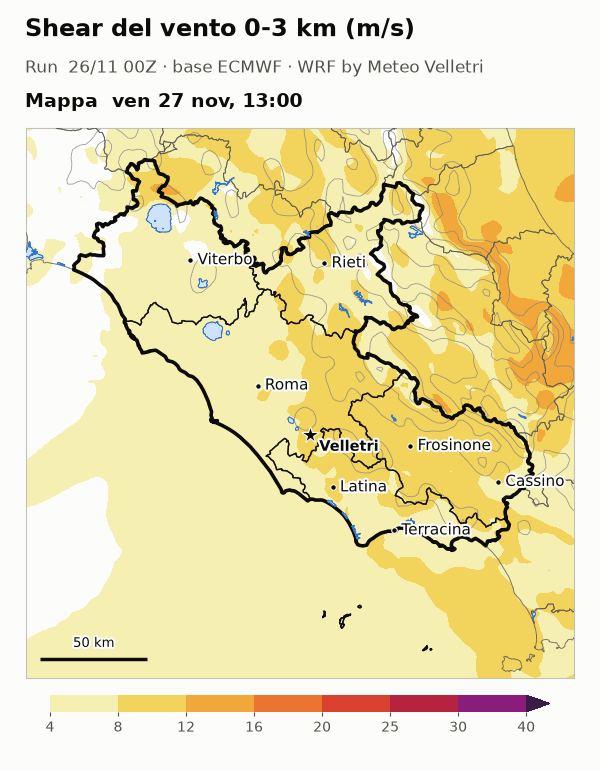 Shear del vento 0-3 km (m/s)
Run  26/11 00Z · base ECMWF · WRF by Meteo Velletri
Mappa  ven 27 nov, 13:00
Viterbo
Rieti
Roma
Velletri
Frosinone
Cassino
Latina
Terracina
50 km
4 8 12 16 20 25 30 40